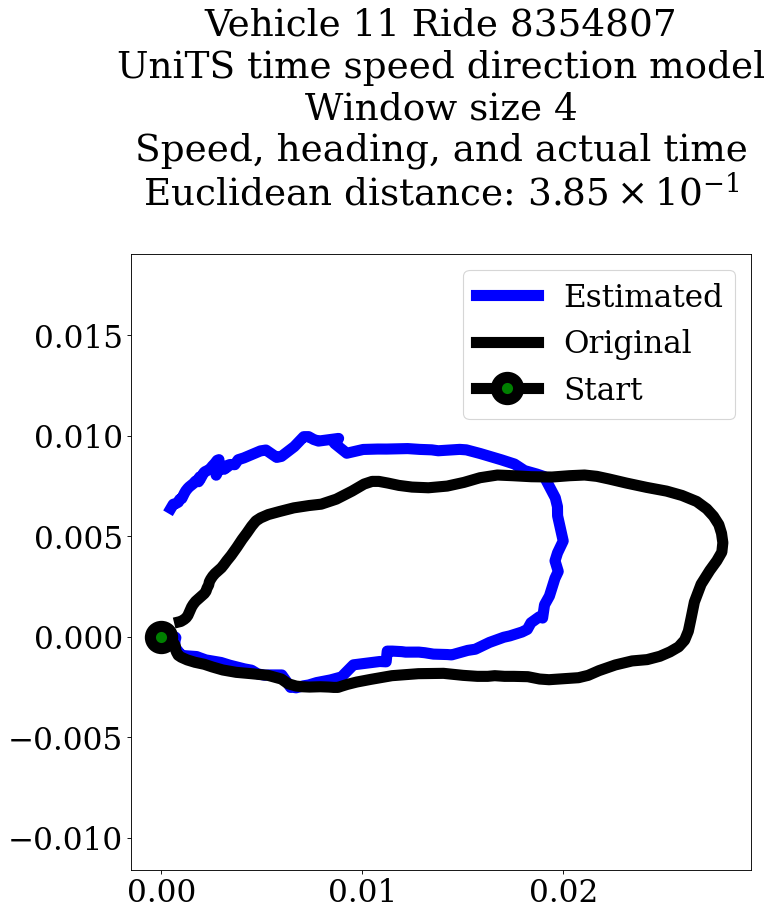 Vehicle 11 Ride 8354807
UniTS time speed direction model
Window size 4
Speed, heading, and actual time
Euclidean distance: 3.85 × 10⁻¹
Estimated
Original
Start
0.015
0.010
0.005
0.000
−0.005
−0.010
0.00 0.01 0.02